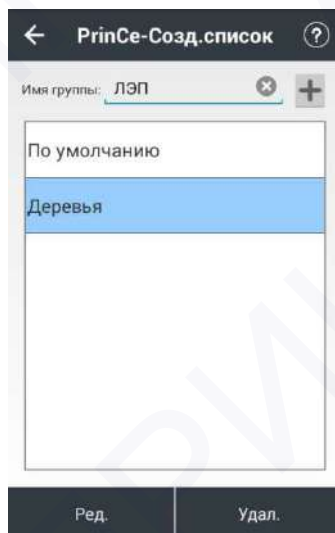 PrinCe-Созд.список ?
Имя группы: ЛЭП
По умолчанию
Деревья
Ред. Удал.